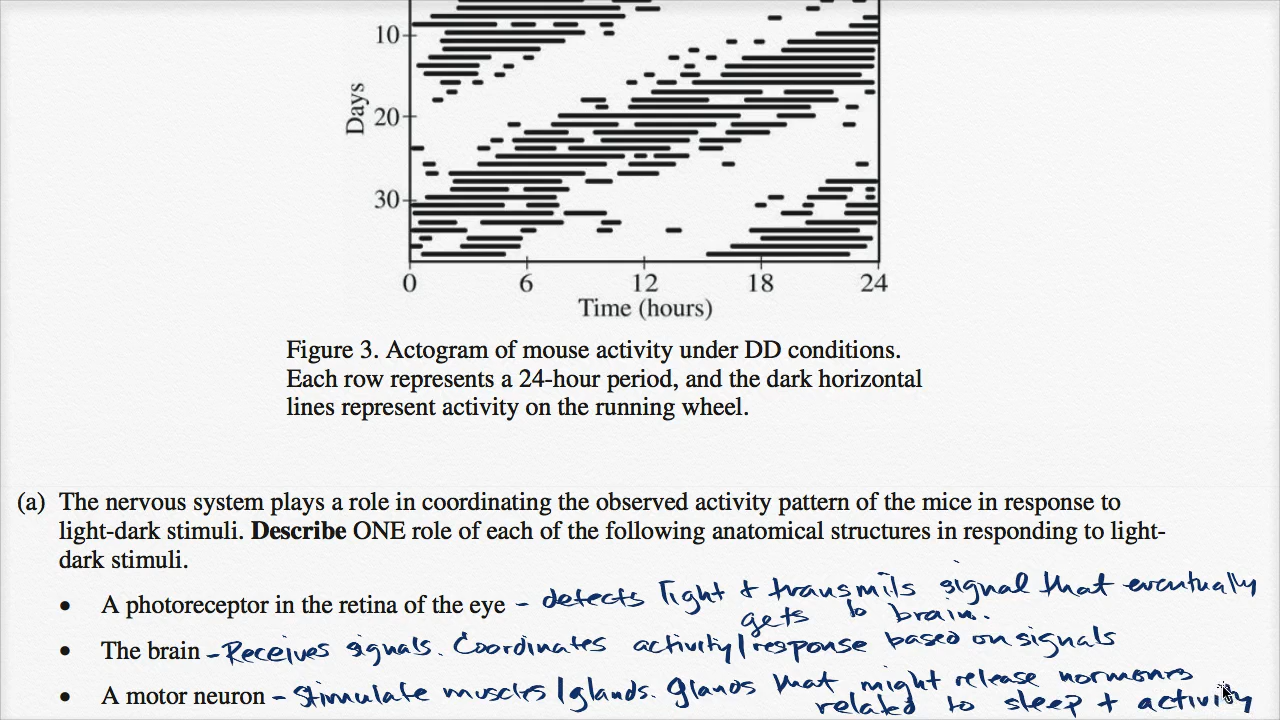 10
Days
20
30
0 6 12 18 24
Time (hours)
Figure 3. Actogram of mouse activity under DD conditions.
Each row represents a 24-hour period, and the dark horizontal
lines represent activity on the running wheel.
(a) The nervous system plays a role in coordinating the observed activity pattern of the mice in response to
light-dark stimuli. Describe ONE role of each of the following anatomical structures in responding to light-
dark stimuli.
• A photoreceptor in the retina of the eye - detects light + transmits signal that eventually
gets to brain.
• The brain - Receives signals. Coordinates activity/response based on signals
• A motor neuron - Stimulate muscles/glands. Glands that might release hormones
related to sleep + activity